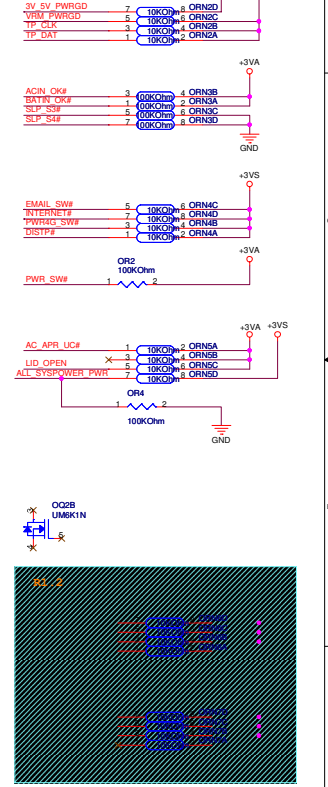 3V_5V_PWRGD 7 10KOhm 8 ORN2D
VRM_PWRGD 5 10KOhm 6 ORN2C
TP_CLK 3 10KOhm 4 ORN2B
TP_DAT 1 10KOhm 2 ORN2A
+3VA
ACIN_OK# 3 100KOhm 4 ORN3B
BATIN_OK# 1 100KOhm 2 ORN3A
SLP_S3# 5 100KOhm 6 ORN3C
SLP_S4# 7 100KOhm 8 ORN3D
GND
+3VS
EMAIL_SW# 5 10KOhm 6 ORN4C
INTERNET# 7 10KOhm 8 ORN4D
PWR4G_SW# 3 10KOhm 4 ORN4B
DISTP# 1 10KOhm 2 ORN4A
+3VA
OR2
100KOhm
PWR_SW# 1 2
+3VA +3VS
AC_APR_UC# 1 10KOhm 2 ORN5A
3 10KOhm 4 ORN5B
LID_OPEN 5 10KOhm 6 ORN5C
ALL_SYSPOWER_PWR 7 10KOhm 8 ORN5D
OR4
1 2
100KOhm
GND
OQ2B
UM6K1N
5
R1.2